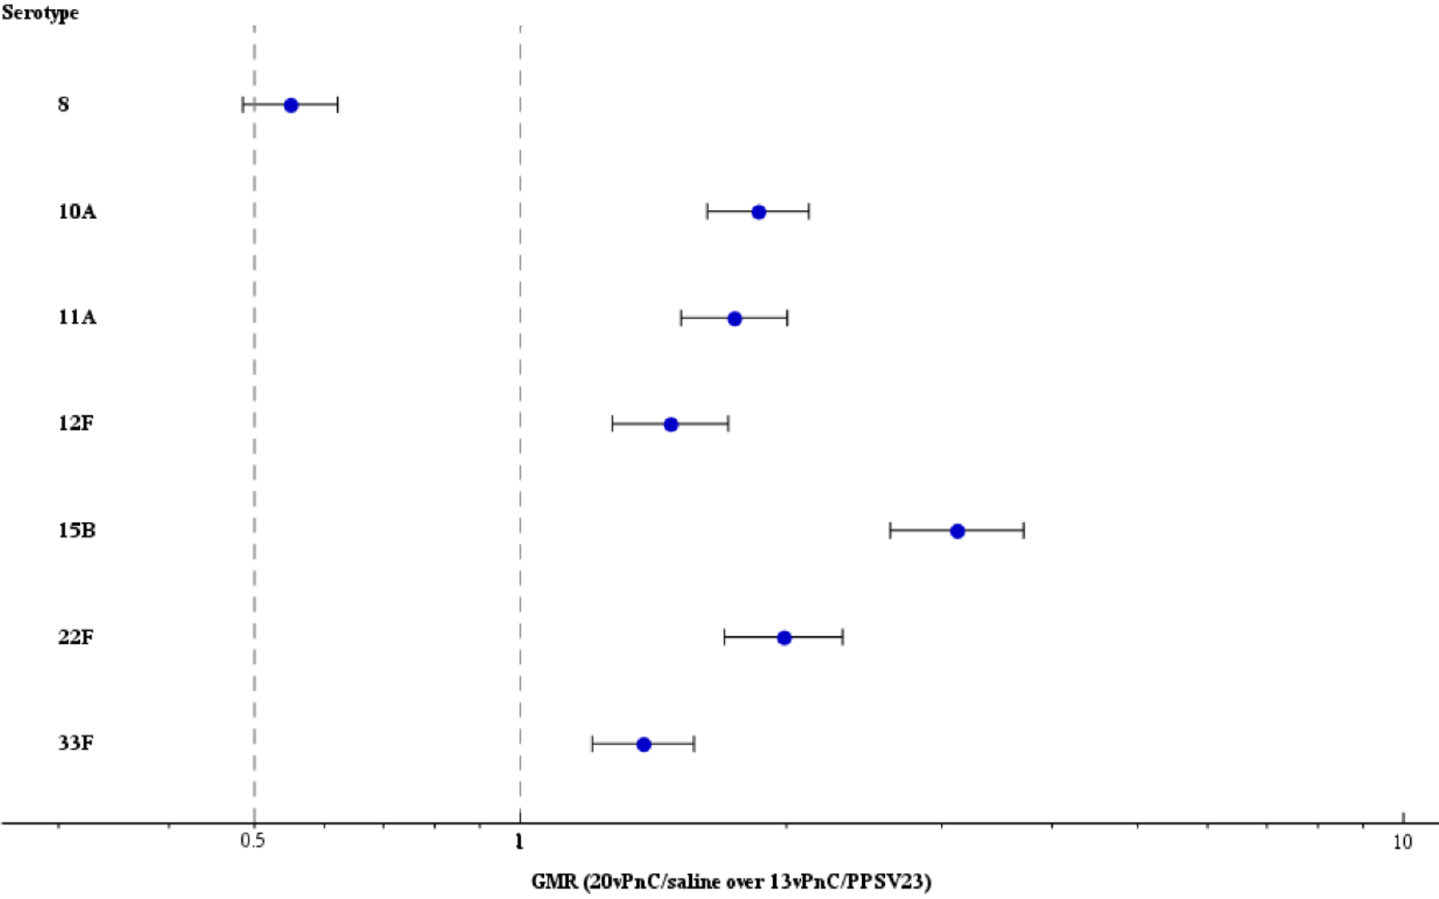 Serotype
8
10A
11A
12F
15B
22F
33F
0.5 1 10
GMR (20vPnC/saline over 13vPnC/PPSV23)